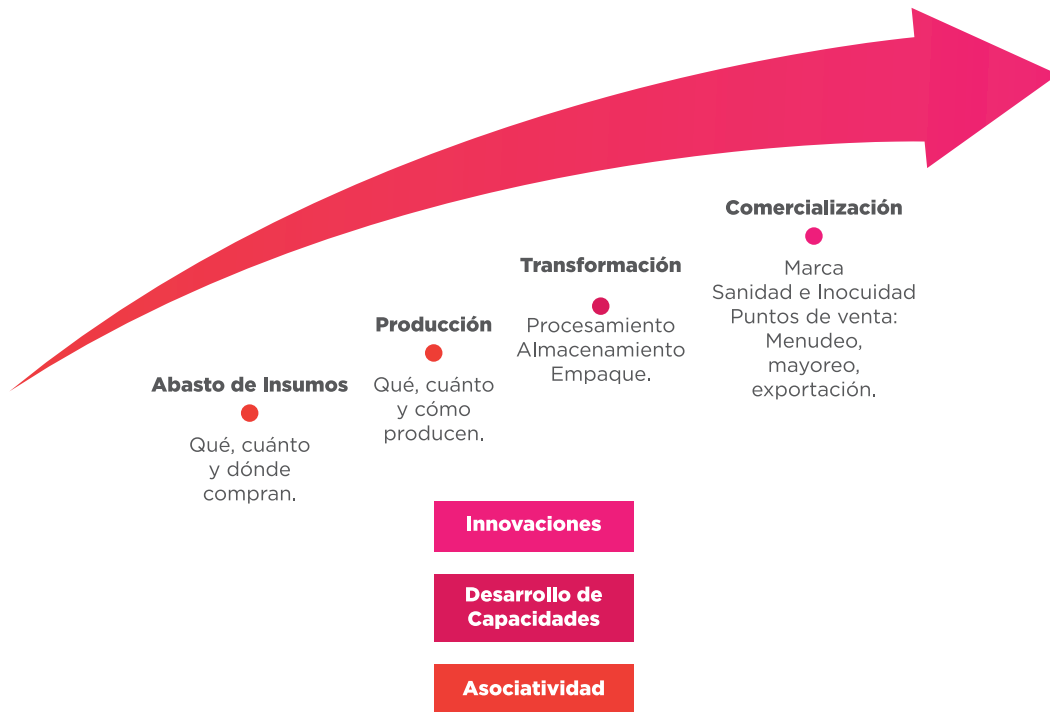 Abasto de Insumos
Qué, cuánto
y dónde
compran.
Producción
Qué, cuánto
y cómo
producen.
Transformación
Procesamiento
Almacenamiento
Empaque.
Comercialización
Marca
Sanidad e Inocuidad
Puntos de venta:
Menudeo,
mayoreo,
exportación.
Innovaciones
Desarrollo de
Capacidades
Asociatividad